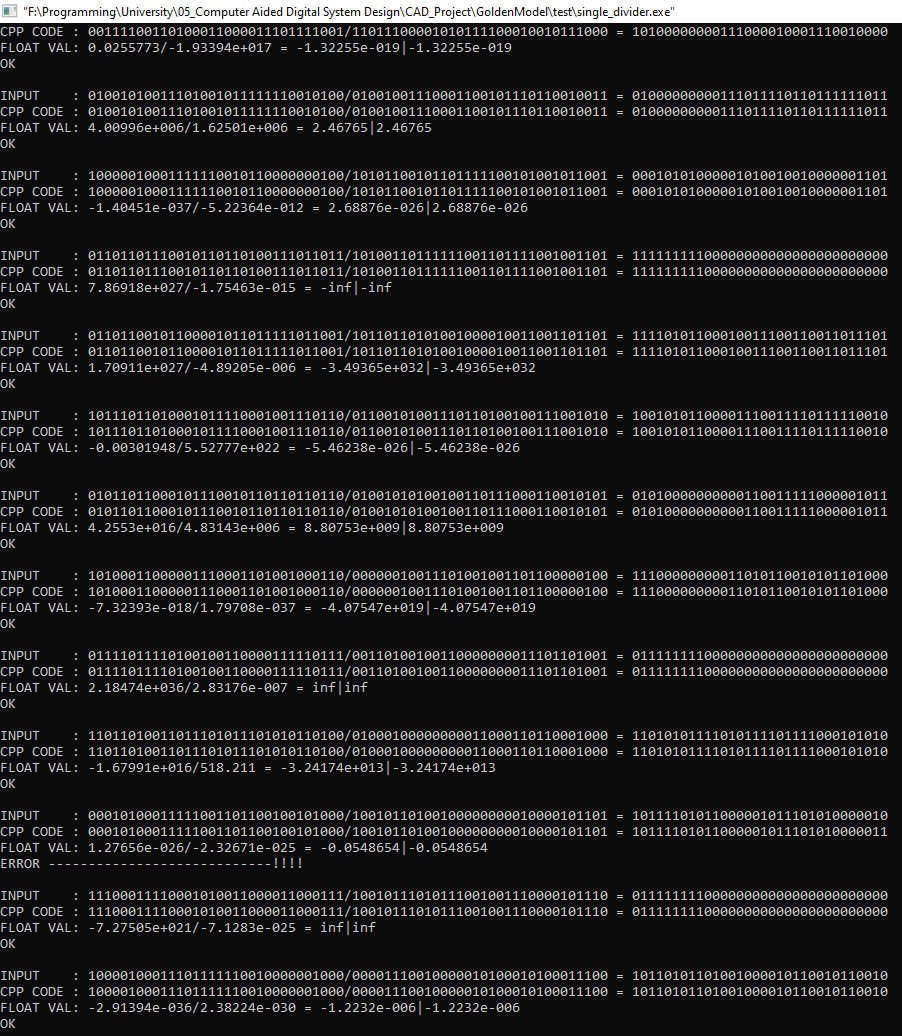 "F:\Programming\University\05_Computer Aided Digital System Design\CAD_Project\GoldenModel\test\single_divider.exe"
CPP CODE : 00111100110100011000011101111001/11011100001010111100010010111000 = 10100000000111000010001110010000
FLOAT VAL: 0.0255773/-1.93394e+017 = -1.32255e-019|-1.32255e-019
OK
INPUT    : 01001010011101001011111110010100/01001001110001100101110110010011 = 01000000000111011110110111111011
CPP CODE : 01001010011101001011111110010100/01001001110001100101110110010011 = 01000000000111011110110111111011
FLOAT VAL: 4.00996e+006/1.62501e+006 = 2.46765|2.46765
OK
INPUT    : 10000010001111111001011000000100/10101100101101111100101001011001 = 00010101000001010010010000001101
CPP CODE : 10000010001111111001011000000100/10101100101101111100101001011001 = 00010101000001010010010000001101
FLOAT VAL: -1.40451e-037/-5.22364e-012 = 2.68876e-026|2.68876e-026
OK
INPUT    : 01101101110010110110100111011011/10100110111111001101111001001101 = 11111111100000000000000000000000
CPP CODE : 01101101110010110110100111011011/10100110111111001101111001001101 = 11111111100000000000000000000000
FLOAT VAL: 7.86918e+027/-1.75463e-015 = -inf|-inf
OK
INPUT    : 01101100101100001011011111011001/10110110101001000010011001101101 = 11110101100010011100110011011101
CPP CODE : 01101100101100001011011111011001/10110110101001000010011001101101 = 11110101100010011100110011011101
FLOAT VAL: 1.70911e+027/-4.89205e-006 = -3.49365e+032|-3.49365e+032
OK
INPUT    : 10111011010001011110001001110110/01100101001110110100100111001010 = 10010101100001110011110111110010
CPP CODE : 10111011010001011110001001110110/01100101001110110100100111001010 = 10010101100001110011110111110010
FLOAT VAL: -0.00301948/5.52777e+022 = -5.46238e-026|-5.46238e-026
OK
INPUT    : 01011011000101110010110110110110/01001010100100110111000110010101 = 01010000000000110011111000001011
CPP CODE : 01011011000101110010110110110110/01001010100100110111000110010101 = 01010000000000110011111000001011
FLOAT VAL: 4.2553e+016/4.83143e+006 = 8.80753e+009|8.80753e+009
OK
INPUT    : 10100011000001110001101001000110/00000010011101001001101100000100 = 11100000000011010110010101101000
CPP CODE : 10100011000001110001101001000110/00000010011101001001101100000100 = 11100000000011010110010101101000
FLOAT VAL: -7.32393e-018/1.79708e-037 = -4.07547e+019|-4.07547e+019
OK
INPUT    : 01111011110100100110000111110111/00110100100110000000011101101001 = 01111111100000000000000000000000
CPP CODE : 01111011110100100110000111110111/00110100100110000000011101101001 = 01111111100000000000000000000000
FLOAT VAL: 2.18474e+036/2.83176e-007 = inf|inf
OK
INPUT    : 11011010011011101011101010110100/01000100000000011000110110001000 = 11010101111010111101111000101010
CPP CODE : 11011010011011101011101010110100/01000100000000011000110110001000 = 11010101111010111101111000101010
FLOAT VAL: -1.67991e+016/518.211 = -3.24174e+013|-3.24174e+013
OK
INPUT    : 00010100011111001101100100101000/10010110100100000000010000101101 = 10111101011000001011101010000010
CPP CODE : 00010100011111001101100100101000/10010110100100000000010000101101 = 10111101011000001011101010000011
FLOAT VAL: 1.27656e-026/-2.32671e-025 = -0.0548654|-0.0548654
ERROR ----------------------------!!!!
INPUT    : 11100011110001010011000011000111/10010111010111001001110000101110 = 01111111100000000000000000000000
CPP CODE : 11100011110001010011000011000111/10010111010111001001110000101110 = 01111111100000000000000000000000
FLOAT VAL: -7.27505e+021/-7.1283e-025 = inf|inf
OK
INPUT    : 10000100011101111110010000001000/00001110010000010100010100011100 = 10110101101001000010110010110010
CPP CODE : 10000100011101111110010000001000/00001110010000010100010100011100 = 10110101101001000010110010110010
FLOAT VAL: -2.91394e-036/2.38224e-030 = -1.2232e-006|-1.2232e-006
OK